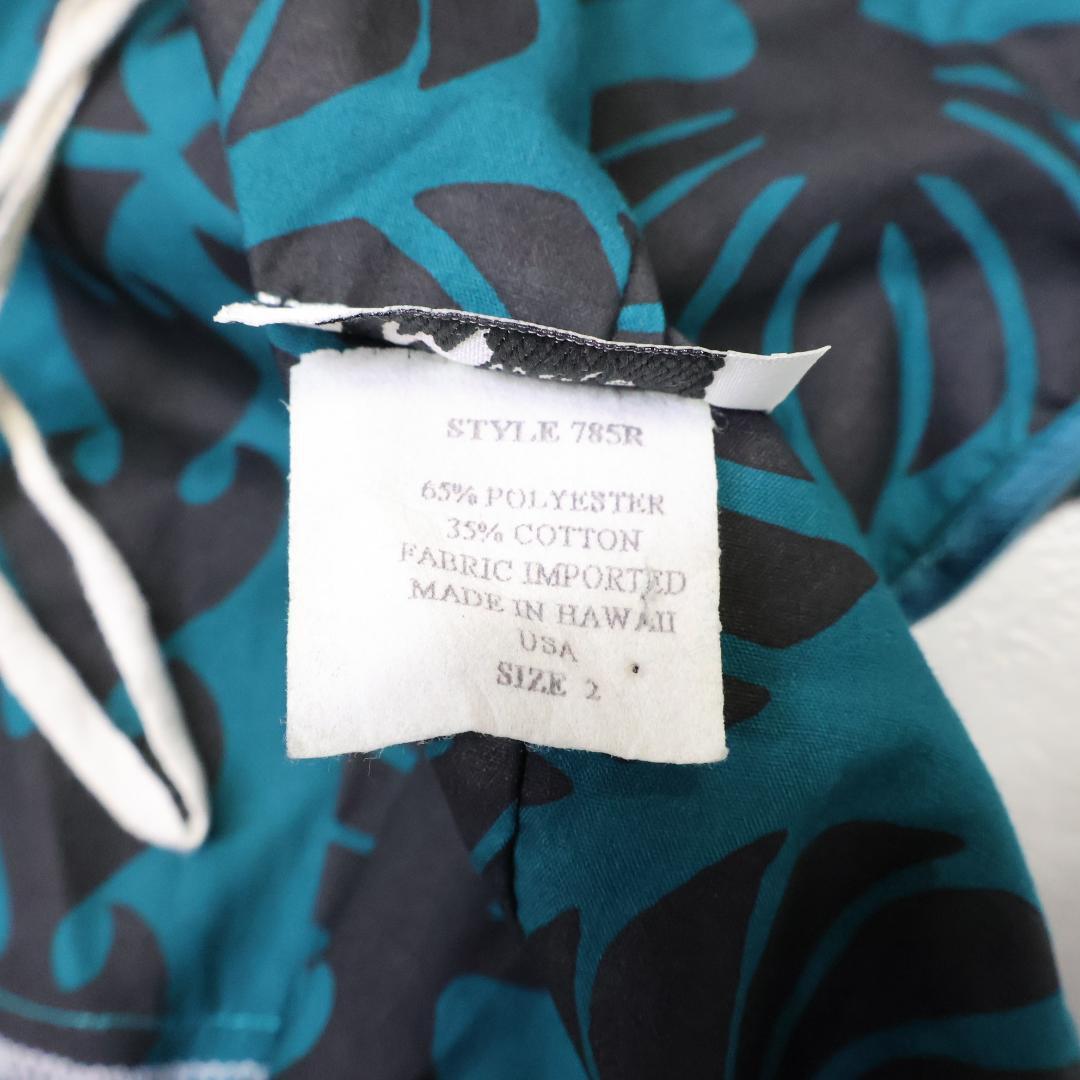 STYLE 785R
65% POLYESTER
35% COTTON
FABRIC IMPORTED
MADE IN HAWAII
USA
SIZE 2